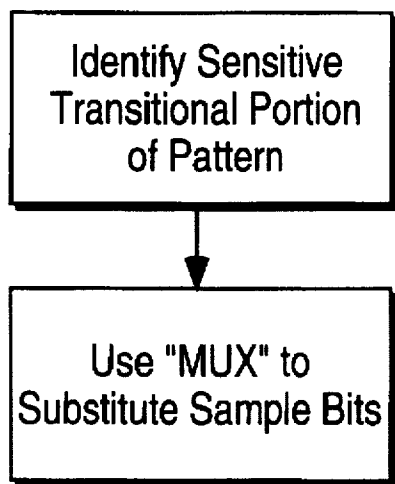 Identify Sensitive
Transitional Portion
of Pattern
Use "MUX" to
Substitute Sample Bits